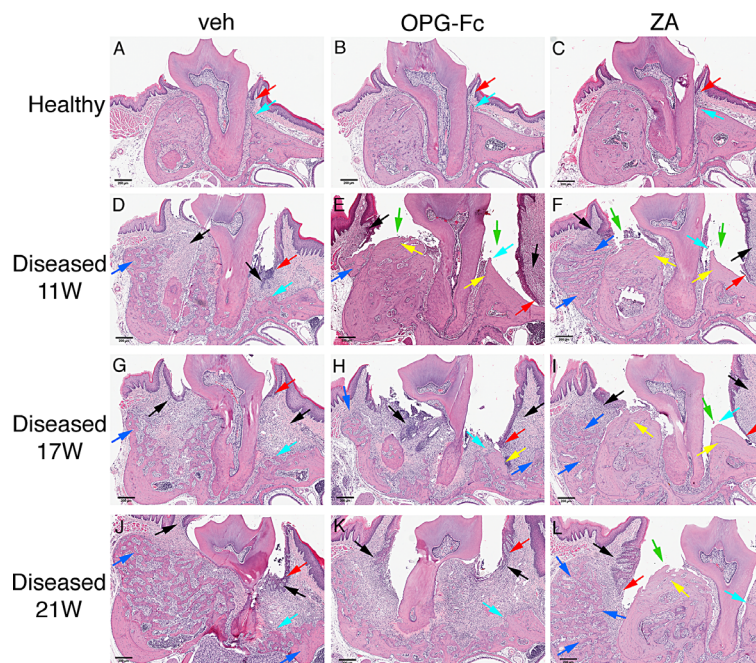 veh OPG-Fc ZA
Healthy
A B C
Diseased
11W
D E F
Diseased
17W
G H I
Diseased
21W
J K L